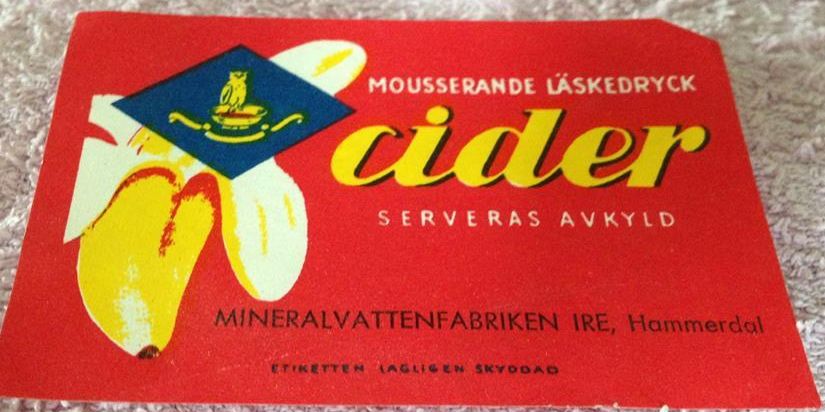 MOUSSERANDE LÄSKEDRYCK
cider
SERVERAS AVKYLD
MINERALVATTENFABRIKEN IRE, Hammerdal
ETIKETTEN LAGLIGEN SKYDDAD